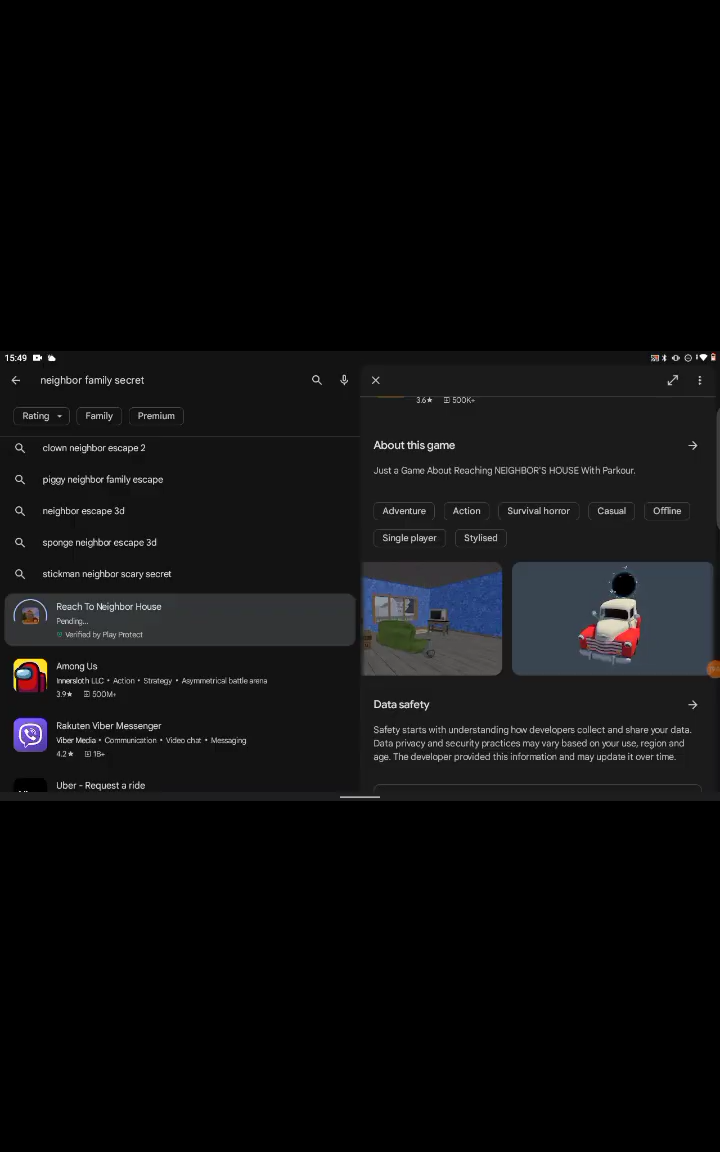 15:49
neighbor family secret
Rating
Family
Premium
clown neighbor escape 2
piggy neighbor family escape
neighbor escape 3d
sponge neighbor escape 3d
stickman neighbor scary secret
Reach To Neighbor House
Pending...
Verified by Play Protect
Among Us
Innersloth LLC • Action • Strategy • Asymmetrical battle arena
3.9★ 500M+
Rakuten Viber Messenger
Viber Media • Communication • Video chat • Messaging
4.2★ 1B+
Uber - Request a ride
3.6★ 500K+
About this game
Just a Game About Reaching NEIGHBOR'S HOUSE With Parkour.
Adventure
Action
Survival horror
Casual
Offline
Single player
Stylised
Data safety
Safety starts with understanding how developers collect and share your data.
Data privacy and security practices may vary based on your use, region and
age. The developer provided this information and may update it over time.